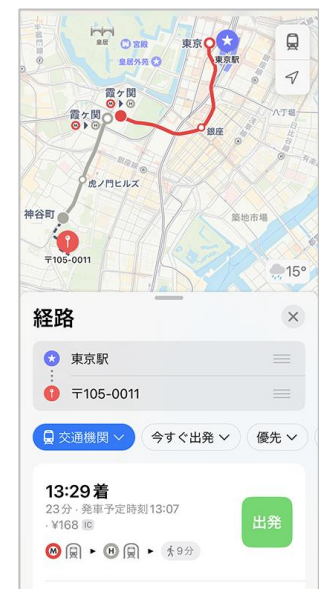 皇居
宮殿
皇居外苑
東京
東京駅
霞ケ関
霞ケ関
銀座
八丁堀
虎ノ門ヒルズ
神谷町
築地市場
〒105-0011
15°
経路
東京駅
〒105-0011
交通機関
今すぐ出発
優先
13:29着
23分・発車予定時刻13:07
・¥168 IC
出発
M
H
9分